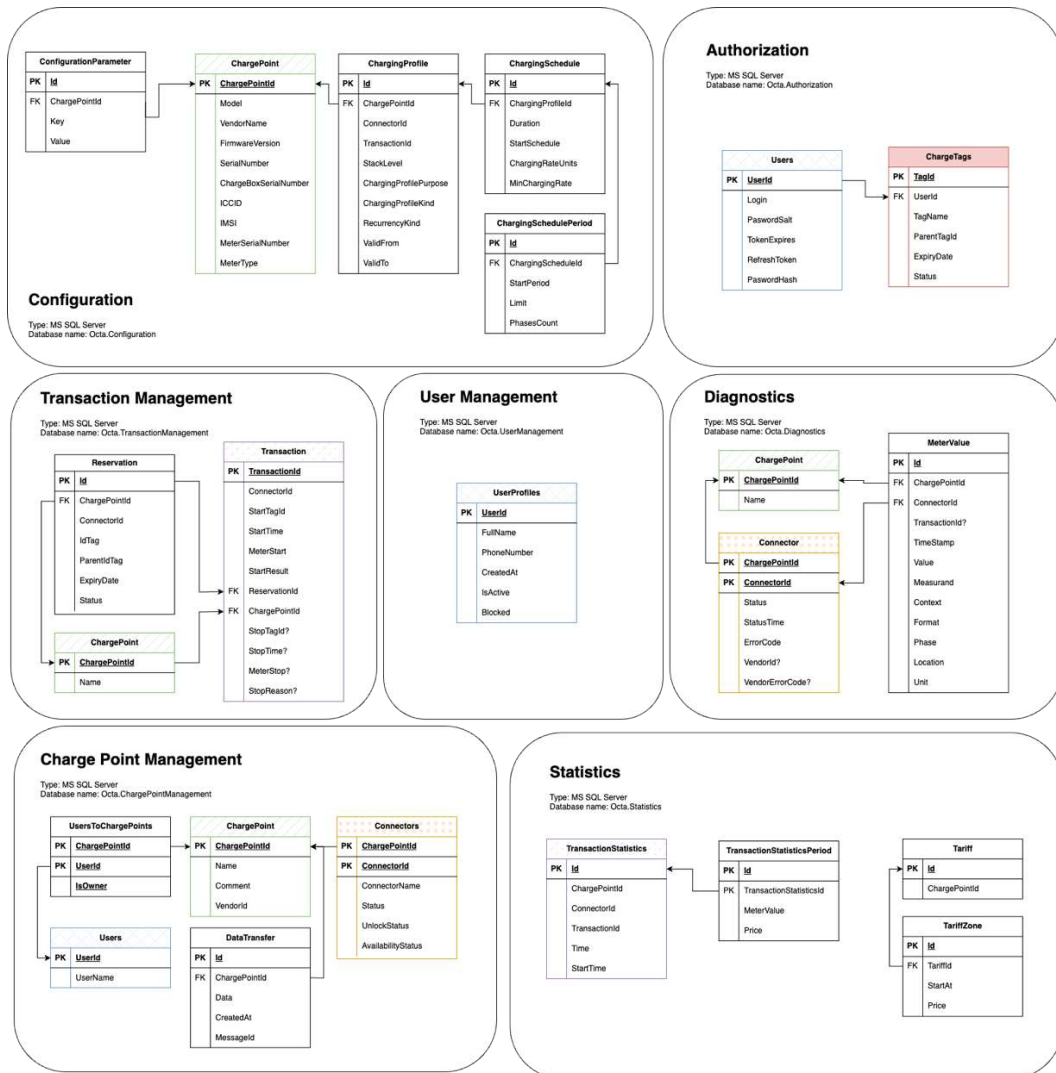 ConfigurationParameter
PK Id
FK ChargePointId
Key
Value
ChargePoint
PK ChargePointId
Model
VendorName
FirmwareVersion
SerialNumber
ChargeBoxSerialNumber
ICCID
IMSI
MeterSerialNumber
MeterType
ChargingProfile
PK Id
FK ChargePointId
ConnectorId
TransactionId
StackLevel
ChargingProfilePurpose
ChargingProfileKind
RecurrencyKind
ValidFrom
ValidTo
ChargingSchedule
PK Id
FK ChargingProfileId
Duration
StartSchedule
ChargingRateUnits
MinChargingRate
ChargingSchedulePeriod
PK Id
FK ChargingScheduleId
StartPeriod
Limit
PhasesCount
Configuration
Type: MS SQL Server
Database name: Octa.Configuration
Authorization
Type: MS SQL Server
Database name: Octa.Authorization
Users
PK UserId
Login
PaswordSalt
TokenExpires
RefreshToken
PaswordHash
ChargeTags
PK TagId
FK UserId
TagName
ParentTagId
ExpiryDate
Status
Transaction Management
Type: MS SQL Server
Database name: Octa.TransactionManagement
Reservation
PK Id
FK ChargePointId
ConnectorId
IdTag
ParentIdTag
ExpiryDate
Status
ChargePoint
PK ChargePointId
Name
Transaction
PK TransactionId
ConnectorId
StartTagId
StartTime
MeterStart
StartResult
FK ReservationId
FK ChargePointId
StopTagId?
StopTime?
MeterStop?
StopReason?
User Management
Type: MS SQL Server
Database name: Octa.UserManagement
UserProfiles
PK UserId
FullName
PhoneNumber
CreatedAt
IsActive
Blocked
Diagnostics
Type: MS SQL Server
Database name: Octa.Diagnostics
ChargePoint
PK ChargePointId
Name
Connector
PK ChargePointId
PK ConnectorId
Status
StatusTime
ErrorCode
VendorId?
VendorErrorCode?
MeterValue
PK Id
FK ChargePointId
FK ConnectorId
TransactionId?
TimeStamp
Value
Measurand
Context
Format
Phase
Location
Unit
Charge Point Management
Type: MS SQL Server
Database name: Octa.ChargePointManagement
UsersToChargePoints
PK ChargePointId
PK UserId
IsOwner
Users
PK UserId
UserName
ChargePoint
PK ChargePointId
Name
Comment
VendorId
DataTransfer
PK Id
FK ChargePointId
Data
CreatedAt
MessageId
Connectors
PK ChargePointId
PK ConnectorId
ConnectorName
Status
UnlockStatus
AvailabilityStatus
Statistics
Type: MS SQL Server
Database name: Octa.Statistics
TransactionStatistics
PK Id
ChargePointId
ConnectorId
TransactionId
Time
StartTime
TransactionStatisticsPeriod
PK Id
PK TransactionStatisticsId
MeterValue
Price
Tariff
PK Id
ChargePointId
TariffZone
PK Id
FK TariffId
StartAt
Price